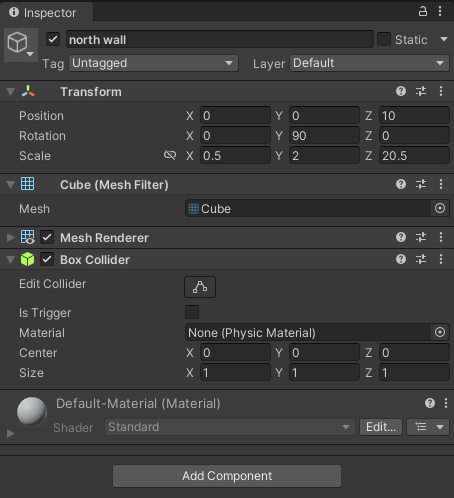 Inspector
north wall
Static
Tag Untagged Layer Default
Transform
Position X 0 Y 0 Z 10
Rotation X 0 Y 90 Z 0
Scale X 0.5 Y 2 Z 20.5
Cube (Mesh Filter)
Mesh Cube
Mesh Renderer
Box Collider
Edit Collider
Is Trigger
Material None (Physic Material)
Center X 0 Y 0 Z 0
Size X 1 Y 1 Z 1
Default-Material (Material)
Shader Standard Edit...
Add Component